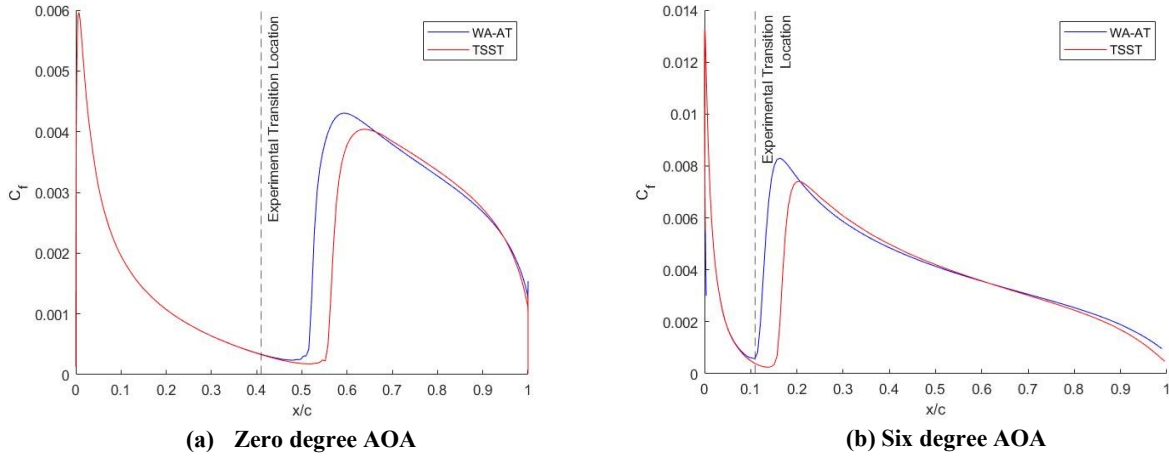 0.006
0.005
0.004
0.003
0.002
0.001
0
C_f
0
0.1
0.2
0.3
0.4
0.5
0.6
0.7
0.8
0.9
1
x/c
Experimental Transition Location
WA-AT
TSST
(a) Zero degree AOA
0.014
0.012
0.010
0.008
0.006
0.004
0.002
0
C_f
0
0.1
0.2
0.3
0.4
0.5
0.6
0.7
0.8
0.9
1
x/c
Experimental Transition
Location
WA-AT
TSST
(b) Six degree AOA